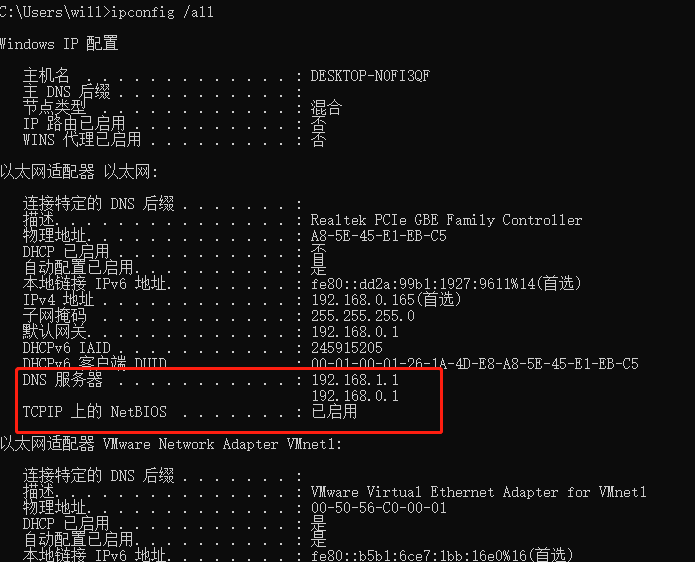 C:\Users\will>ipconfig /all
Windows IP 配置
主机名 . . . . . . . . . . . . . : DESKTOP-N0FI3QF
主 DNS 后缀 . . . . . . . . . . . :
节点类型 . . . . . . . . . . . . : 混合
IP 路由已启用 . . . . . . . . . . : 否
WINS 代理已启用 . . . . . . . . . : 否
以太网适配器 以太网:
连接特定的 DNS 后缀 . . . . . . . :
描述. . . . . . . . . . . . . . . : Realtek PCIe GBE Family Controller
物理地址. . . . . . . . . . . . . : A8-5E-45-E1-EB-C5
DHCP 已启用 . . . . . . . . . . . : 否
自动配置已启用. . . . . . . . . . : 是
本地链接 IPv6 地址. . . . . . . . : fe80::dd2a:99b1:1927:9611%14(首选)
IPv4 地址 . . . . . . . . . . . . : 192.168.0.165(首选)
子网掩码 . . . . . . . . . . . . : 255.255.255.0
默认网关. . . . . . . . . . . . . : 192.168.0.1
DHCPv6 IAID . . . . . . . . . . . : 245915205
DHCPv6 客户端 DUID . . . . . . . : 00-01-00-01-26-1A-4D-E8-A8-5E-45-E1-EB-C5
DNS 服务器 . . . . . . . . . . . : 192.168.1.1
192.168.0.1
TCPIP 上的 NetBIOS . . . . . . . : 已启用
以太网适配器 VMware Network Adapter VMnet1:
连接特定的 DNS 后缀 . . . . . . . :
描述. . . . . . . . . . . . . . . : VMware Virtual Ethernet Adapter for VMnet1
物理地址. . . . . . . . . . . . . : 00-50-56-C0-00-01
DHCP 已启用 . . . . . . . . . . . : 是
自动配置已启用. . . . . . . . . . : 是
本地链接 IPv6 地址. . . . . . . . : fe80::b5b1:6ce7:1bb:16e0%16(首选)